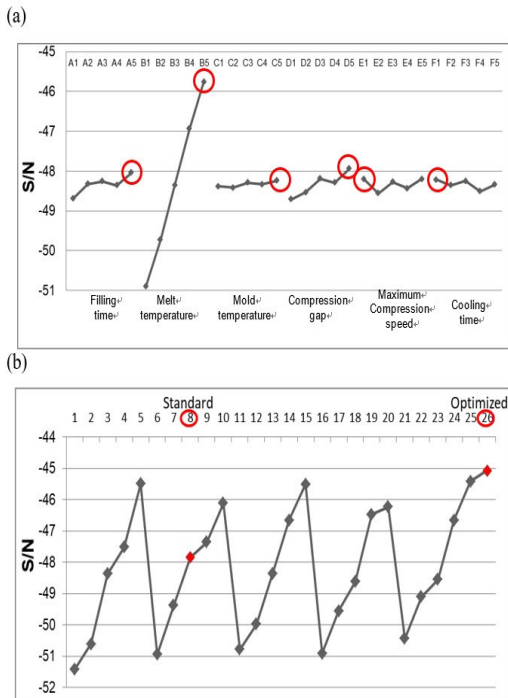 (a)
-45
A1 A2 A3 A4 A5 B1 B2 B3 B4 B5 C1 C2 C3 C4 C5 D1 D2 D3 D4 D5 E1 E2 E3 E4 E5 F1 F2 F3 F4 F5
-46
-47
S/N
-48
-49
-50
-51
Filling time
Melt temperature
Mold temperature
Compression gap
Maximum Compression speed
Cooling time
(b)
Standard Optimized
1 2 3 4 5 6 7 8 9 10 11 12 13 14 15 16 17 18 19 20 21 22 23 24 25 26
-44
-45
-46
-47
S/N
-48
-49
-50
-51
-52